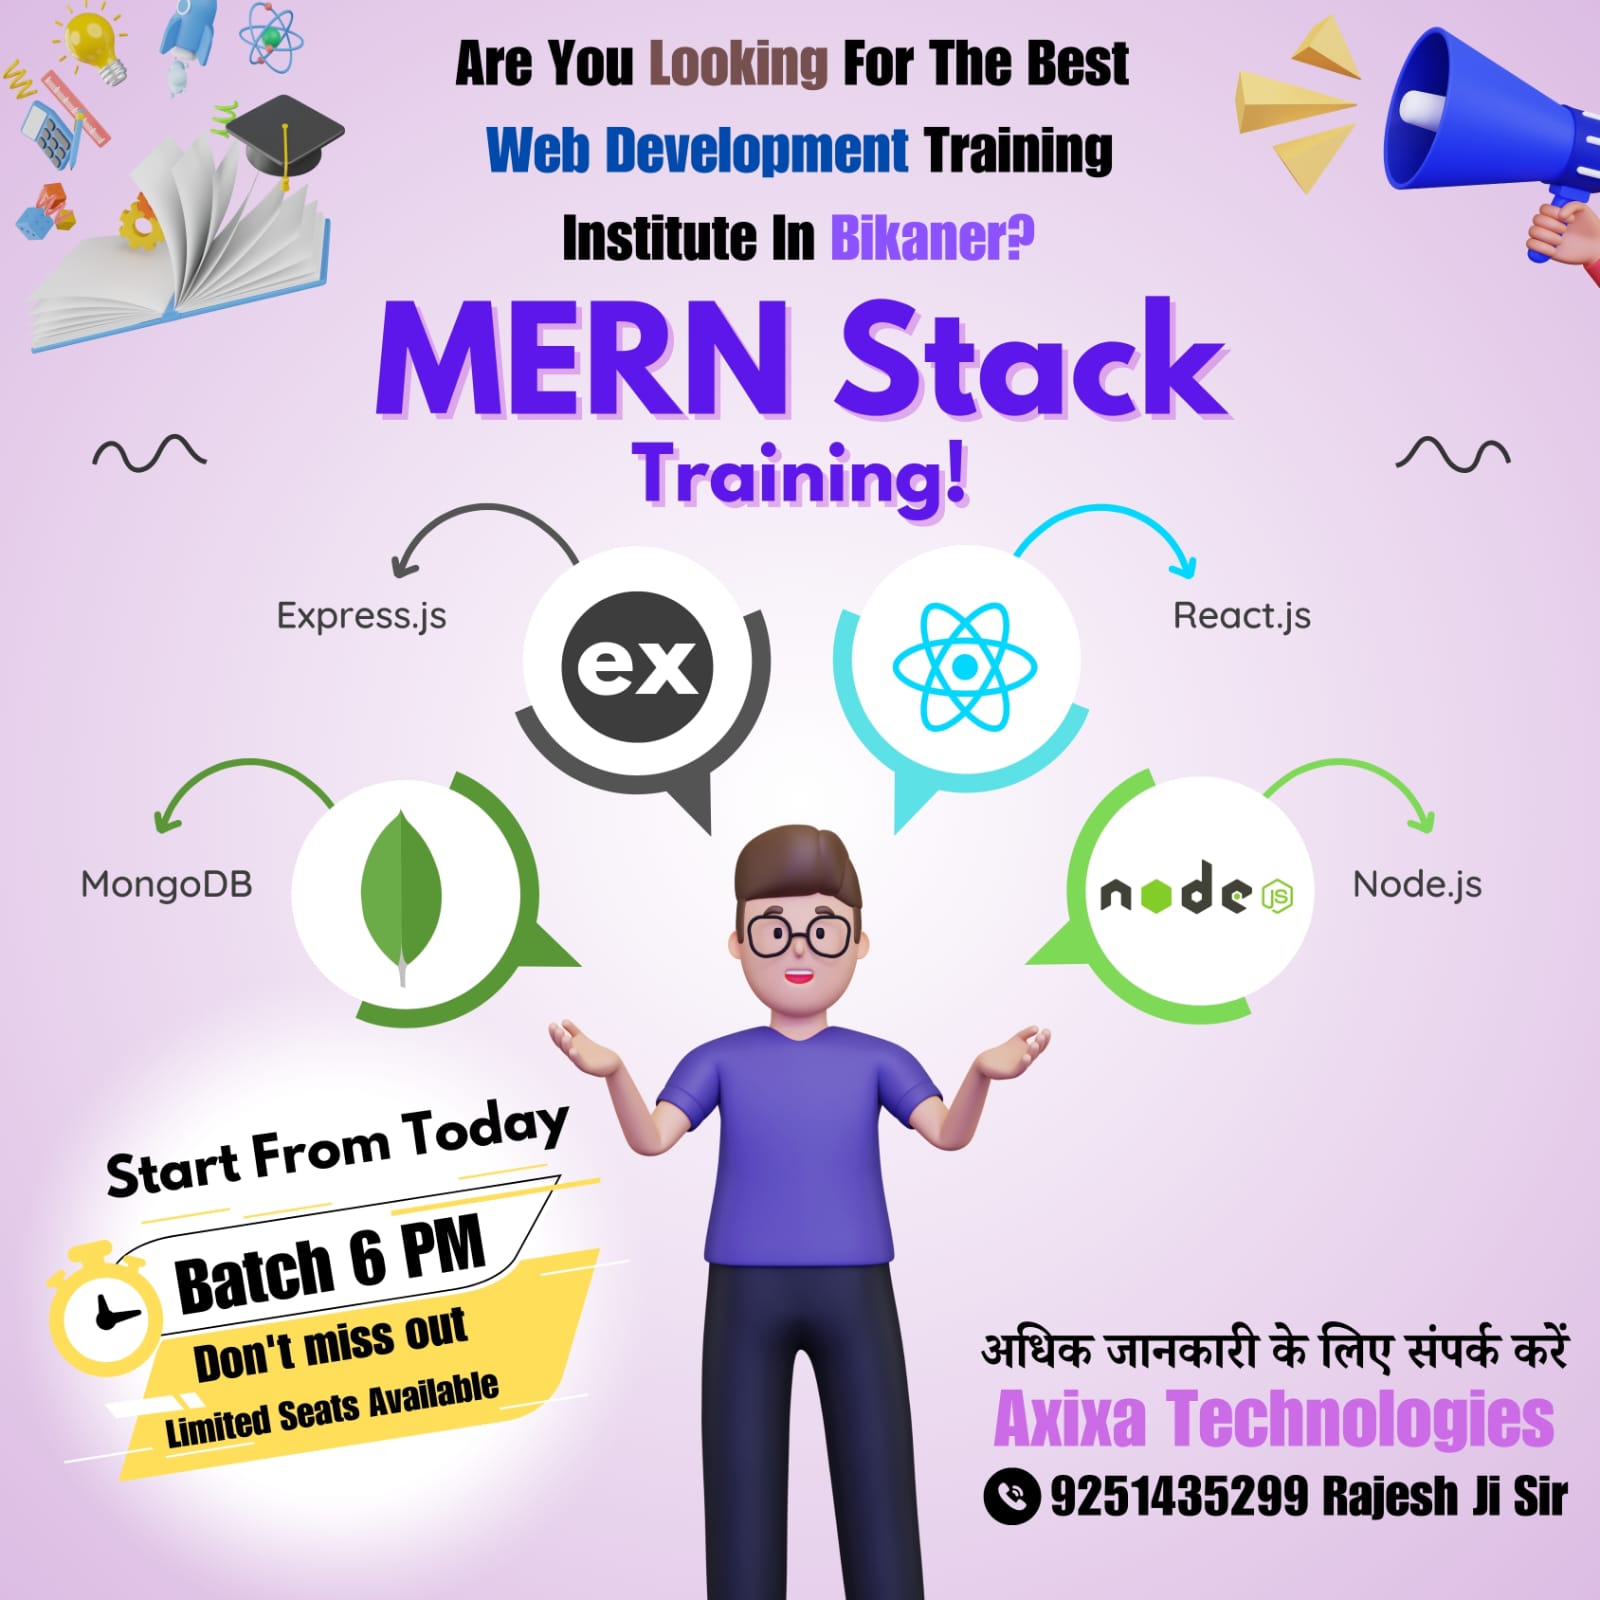 Are You Looking For The Best
Web Development Training
Institute In Bikaner?
MERN Stack
Training!
Express.js
ex
React.js
MongoDB
node JS
Node.js
Start From Today
Batch 6 PM
Don't miss out
Limited Seats Available
अधिक जानकारी के लिए संपर्क करें
Axixa Technologies
9251435299 Rajesh Ji Sir